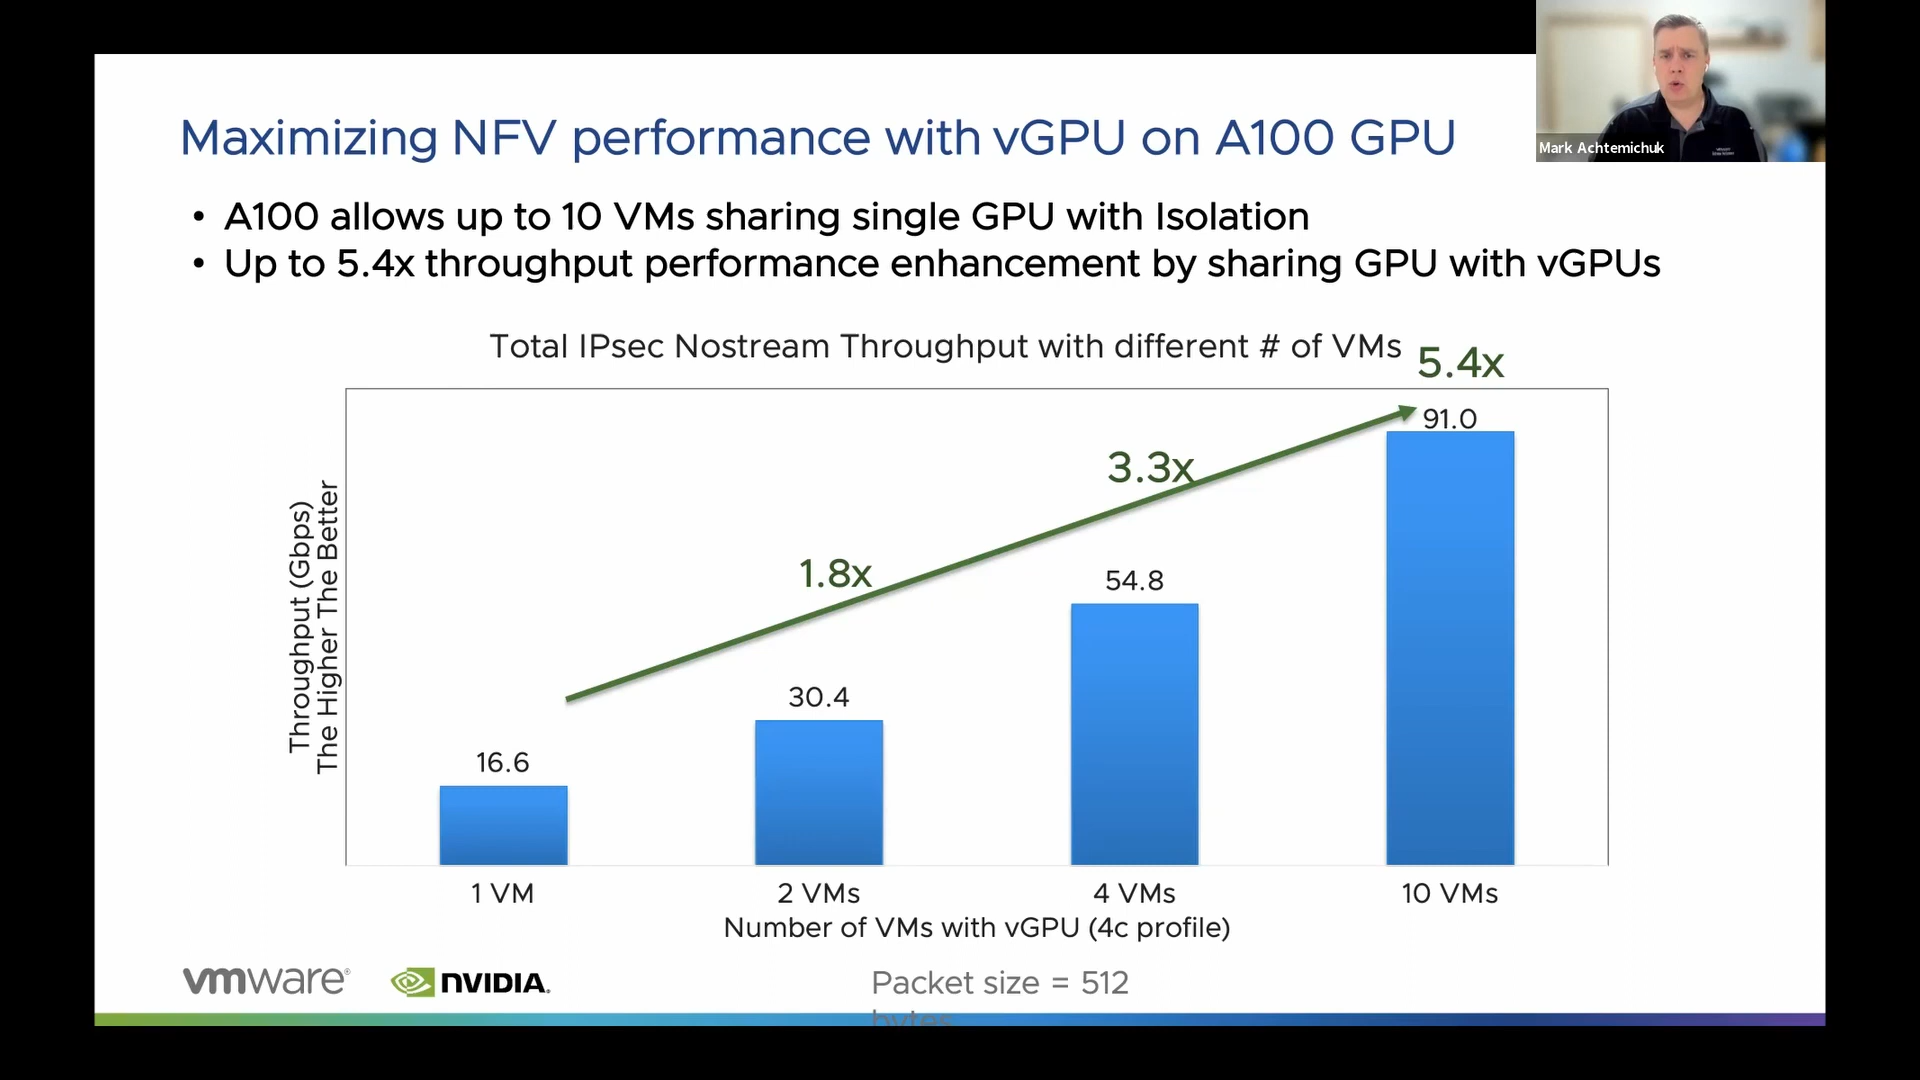 Maximizing NFV performance with vGPU on A100 GPU
Mark Achtemichuk
• A100 allows up to 10 VMs sharing single GPU with Isolation
• Up to 5.4x throughput performance enhancement by sharing GPU with vGPUs
Total IPsec Nostream Throughput with different # of VMs
5.4x
91.0
3.3x
1.8x
54.8
30.4
16.6
Throughput (Gbps)
The Higher The Better
1 VM
2 VMs
4 VMs
10 VMs
Number of VMs with vGPU (4c profile)
vmware®
NVIDIA.
Packet size = 512
bytes